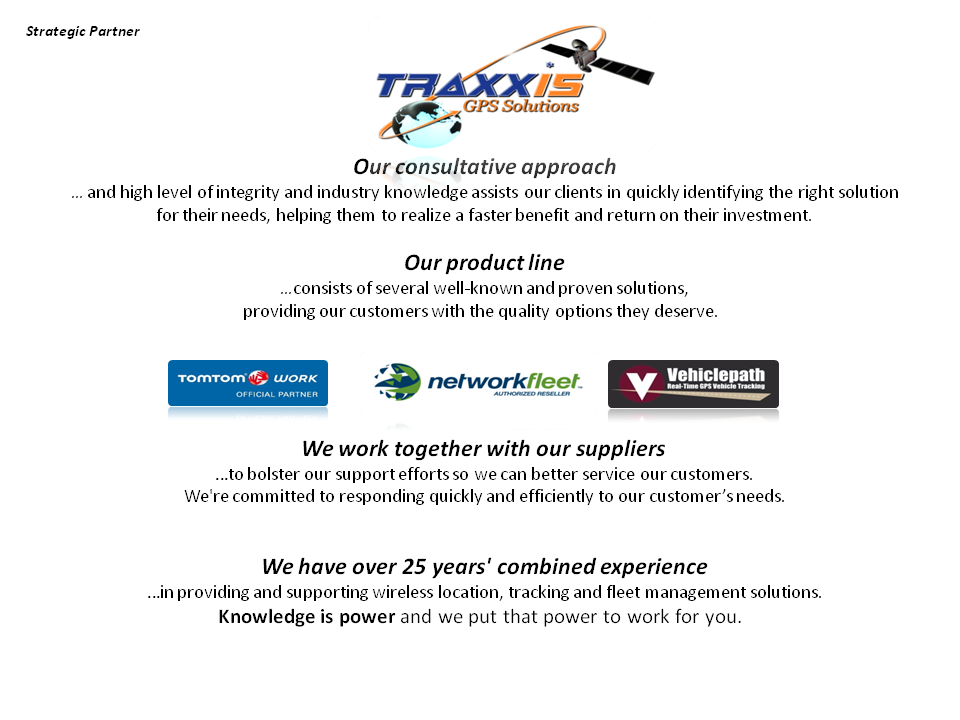 Strategic Partner
TRAXXIS
GPS Solutions
Our consultative approach
... and high level of integrity and industry knowledge assists our clients in quickly identifying the right solution
for their needs, helping them to realize a faster benefit and return on their investment.
Our product line
...consists of several well-known and proven solutions,
providing our customers with the quality options they deserve.
TOMTOM WORK
OFFICIAL PARTNER
networkfleet
AUTHORIZED RESELLER
Vehiclepath
Real-Time GPS Vehicle Tracking
We work together with our suppliers
...to bolster our support efforts so we can better service our customers.
We're committed to responding quickly and efficiently to our customer’s needs.
We have over 25 years' combined experience
...in providing and supporting wireless location, tracking and fleet management solutions.
Knowledge is power and we put that power to work for you.